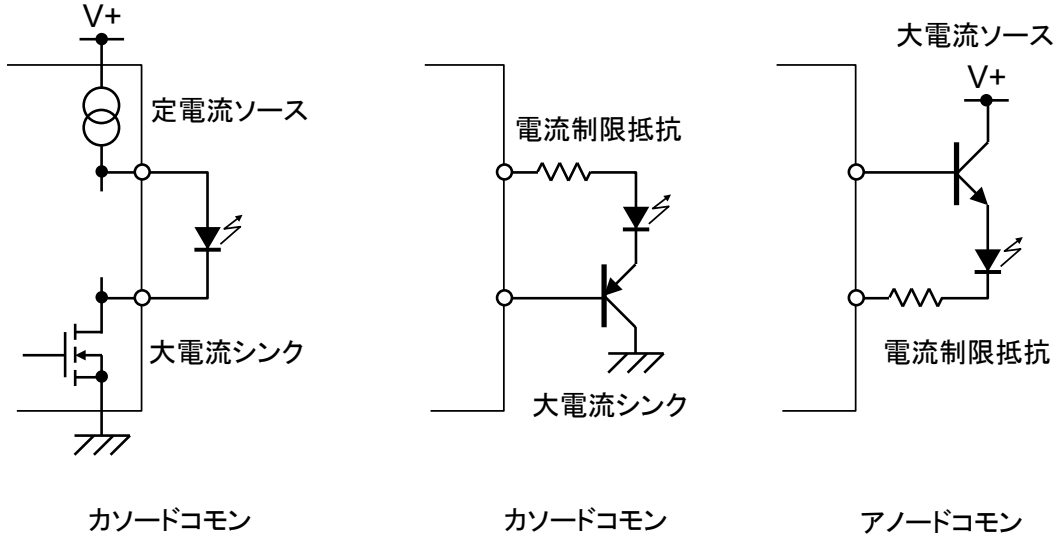 V+
定電流ソース
大電流シンク
カソードコモン
電流制限抵抗
大電流シンク
カソードコモン
大電流ソース
V+
電流制限抵抗
アノードコモン